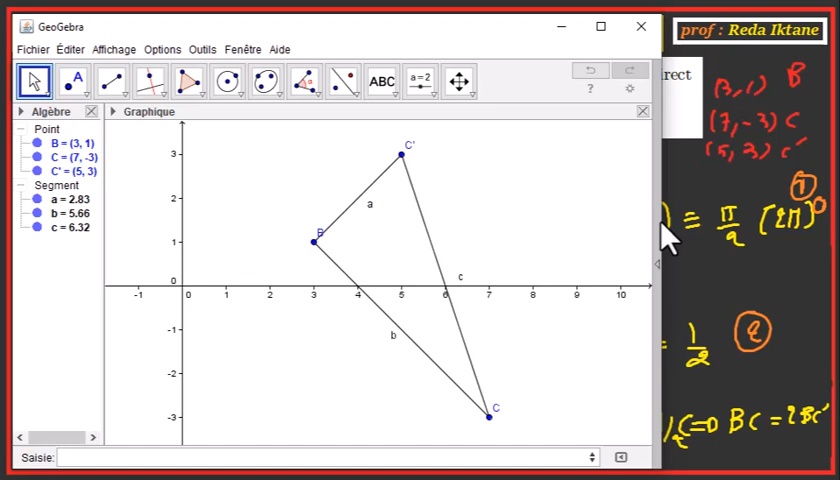 GeoGebra
prof : Reda Iktane
Fichier Éditer Affichage Options Outils Fenêtre Aide
A
α
ABC
a=2
?
Algèbre
Graphique
Point
B = (3, 1)
C = (7, -3)
C' = (5, 3)
Segment
a = 2.83
b = 5.66
c = 6.32
3
2
1
0
-1
-2
-3
-1 0 1 2 3 4 5 6 7 8 9 10
C'
a
B
c
b
C
Saisie:
irect
(3, 1) B
(7, -3) C
(5, 3) C'
1
) ≡ π/2 [2π]
= 1/2
2
BC = 2BC'